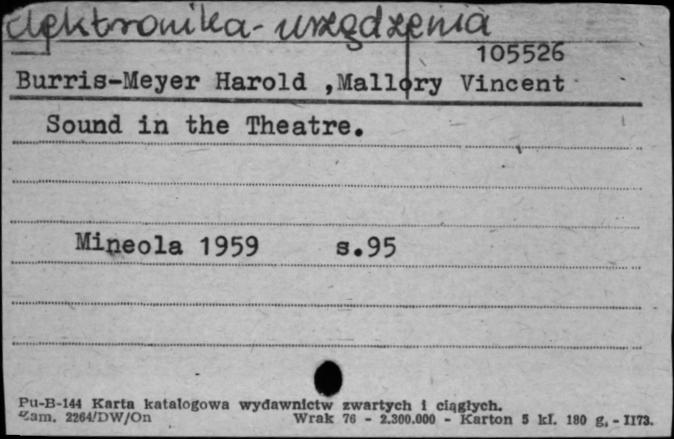 elektronika - urządzenia
105526
Burris-Meyer Harold ,Mallory Vincent
Sound in the Theatre.
Mineola 1959 s.95
Pu-B-144 Karta katalogowa wydawnictw zwartych i ciągłych.
Zam. 2264/DW/On Wrak 76 - 2.300.000 - Karton 5 kl. 180 g. - II73.